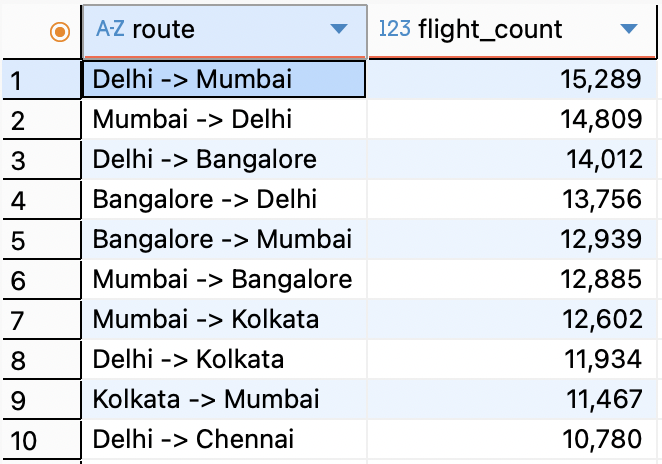 A-Z route 123 flight_count
1 Delhi -> Mumbai 15,289
2 Mumbai -> Delhi 14,809
3 Delhi -> Bangalore 14,012
4 Bangalore -> Delhi 13,756
5 Bangalore -> Mumbai 12,939
6 Mumbai -> Bangalore 12,885
7 Mumbai -> Kolkata 12,602
8 Delhi -> Kolkata 11,934
9 Kolkata -> Mumbai 11,467
10 Delhi -> Chennai 10,780